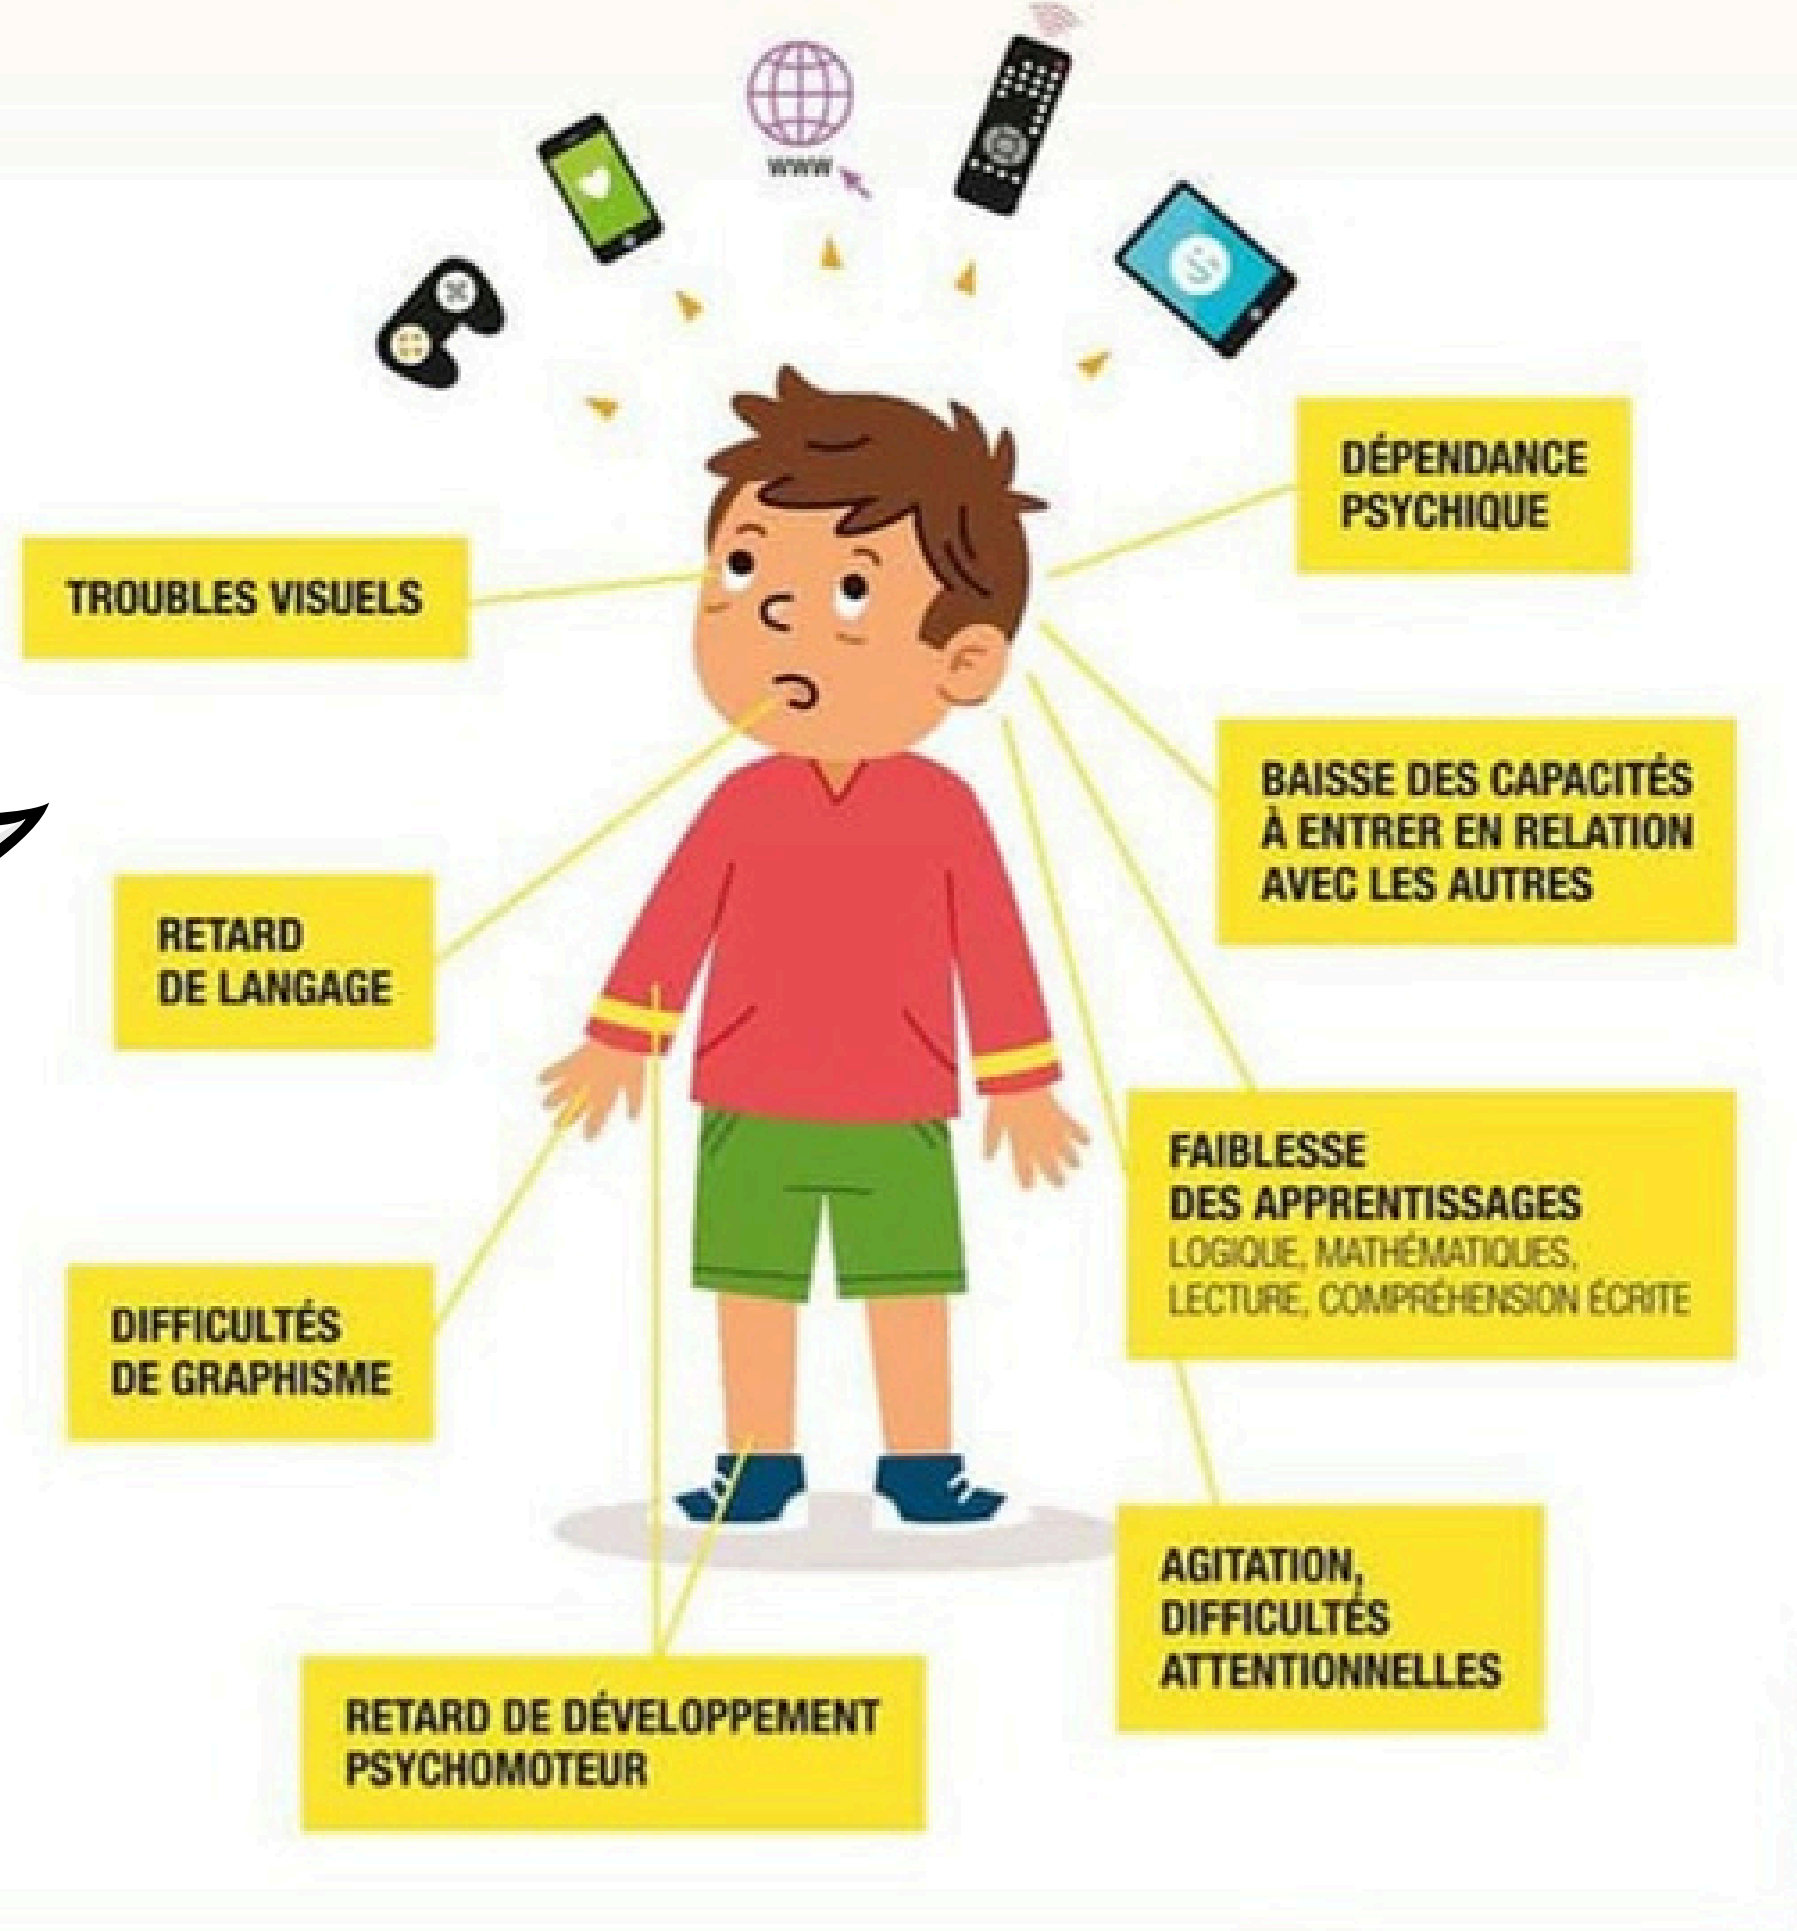 WWW
DÉPENDANCE
PSYCHIQUE
TROUBLES VISUELS
BAISSE DES CAPACITÉS
À ENTRER EN RELATION
AVEC LES AUTRES
RETARD
DE LANGAGE
FAIBLESSE
DES APPRENTISSAGES
LOGIQUE, MATHÉMATIQUES,
LECTURE, COMPRÉHENSION ÉCRITE
DIFFICULTÉS
DE GRAPHISME
AGITATION,
DIFFICULTÉS
ATTENTIONNELLES
RETARD DE DÉVELOPPEMENT
PSYCHOMOTEUR